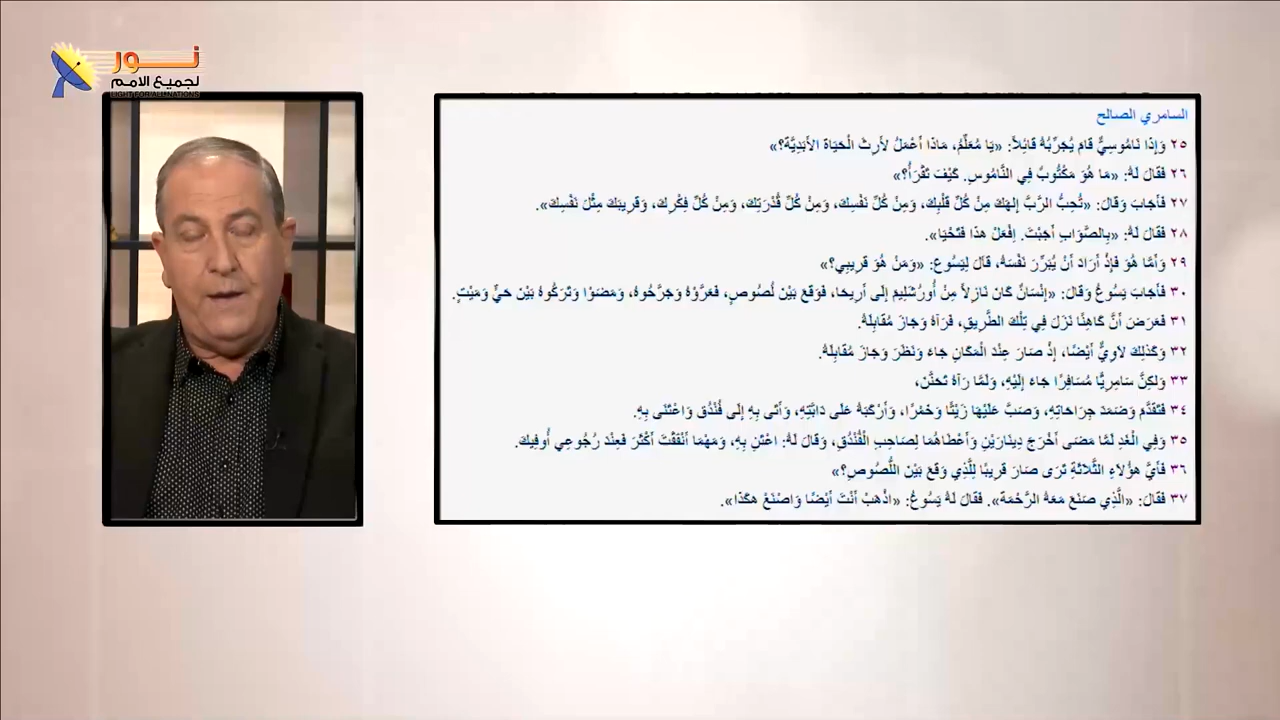 نور
لجميع الامم
LIGHT FOR ALL NATIONS
السامري الصالح
٢٥ وَإِذَا نَامُوسِيٌّ قَامَ يُجَرِّبُهُ قَائِلاً: «يَا مُعَلِّمُ، مَاذَا أَعْمَلُ لأَرِثَ الْحَيَاةَ الأَبَدِيَّةَ؟»
٢٦ فَقَالَ لَهُ: «مَا هُوَ مَكْتُوبٌ فِي النَّامُوسِ. كَيْفَ تَقْرَأُ؟»
٢٧ فَأَجَابَ وَقَالَ: «تُحِبُّ الرَّبَّ إِلهَكَ مِنْ كُلِّ قَلْبِكَ، وَمِنْ كُلِّ نَفْسِكَ، وَمِنْ كُلِّ قُدْرَتِكَ، وَمِنْ كُلِّ فِكْرِكَ، وَقَرِيبَكَ مِثْلَ نَفْسِكَ».
٢٨ فَقَالَ لَهُ: «بِالصَّوَابِ أَجَبْتَ. اِفْعَلْ هذَا فَتَحْيَا».
٢٩ وَأَمَّا هُوَ فَإِذْ أَرَادَ أَنْ يُبَرِّرَ نَفْسَهُ، قَالَ لِيَسُوعَ: «وَمَنْ هُوَ قَرِيبِي؟»
٣٠ فَأَجَابَ يَسُوعُ وَقَالَ: «إِنْسَانٌ كَانَ نَازِلاً مِنْ أُورُشَلِيمَ إِلَى أَرِيحَا، فَوَقَعَ بَيْنَ لُصُوصٍ، فَعَرَّوْهُ وَجَرَّحُوهُ، وَمَضَوْا وَتَرَكُوهُ بَيْنَ حَيٍّ وَمَيْتٍ.
٣١ فَعَرَضَ أَنَّ كَاهِنًا نَزَلَ فِي تِلْكَ الطَّرِيقِ، فَرَآهُ وَجَازَ مُقَابِلَهُ.
٣٢ وَكَذلِكَ لاَوِيٌّ أَيْضًا، إِذْ صَارَ عِنْدَ الْمَكَانِ جَاءَ وَنَظَرَ وَجَازَ مُقَابِلَهُ.
٣٣ وَلكِنَّ سَامِرِيًّا مُسَافِرًا جَاءَ إِلَيْهِ، وَلَمَّا رَآهُ تَحَنَّنَ،
٣٤ فَتَقَدَّمَ وَضَمَدَ جِرَاحَاتِهِ، وَصَبَّ عَلَيْهَا زَيْتًا وَخَمْرًا، وَأَرْكَبَهُ عَلَى دَابَّتِهِ، وَأَتَى بِهِ إِلَى فُنْدُق وَاعْتَنَى بِهِ.
٣٥ وَفِي الْغَدِ لَمَّا مَضَى أَخْرَجَ دِينَارَيْنِ وَأَعْطَاهُمَا لِصَاحِبِ الْفُنْدُقِ، وَقَالَ لَهُ: اعْتَنِ بِهِ، وَمَهْمَا أَنْفَقْتَ أَكْثَرَ فَعِنْدَ رُجُوعِي أُوفِيكَ.
٣٦ فَأَيَّ هؤُلاَءِ الثَّلاَثَةِ تَرَى صَارَ قَرِيبًا لِلَّذِي وَقَعَ بَيْنَ اللُّصُوصِ؟»
٣٧ فَقَالَ: «الَّذِي صَنَعَ مَعَهُ الرَّحْمَةَ». فَقَالَ لَهُ يَسُوعُ: «اذْهَبْ أَنْتَ أَيْضًا وَاصْنَعْ هكَذَا».